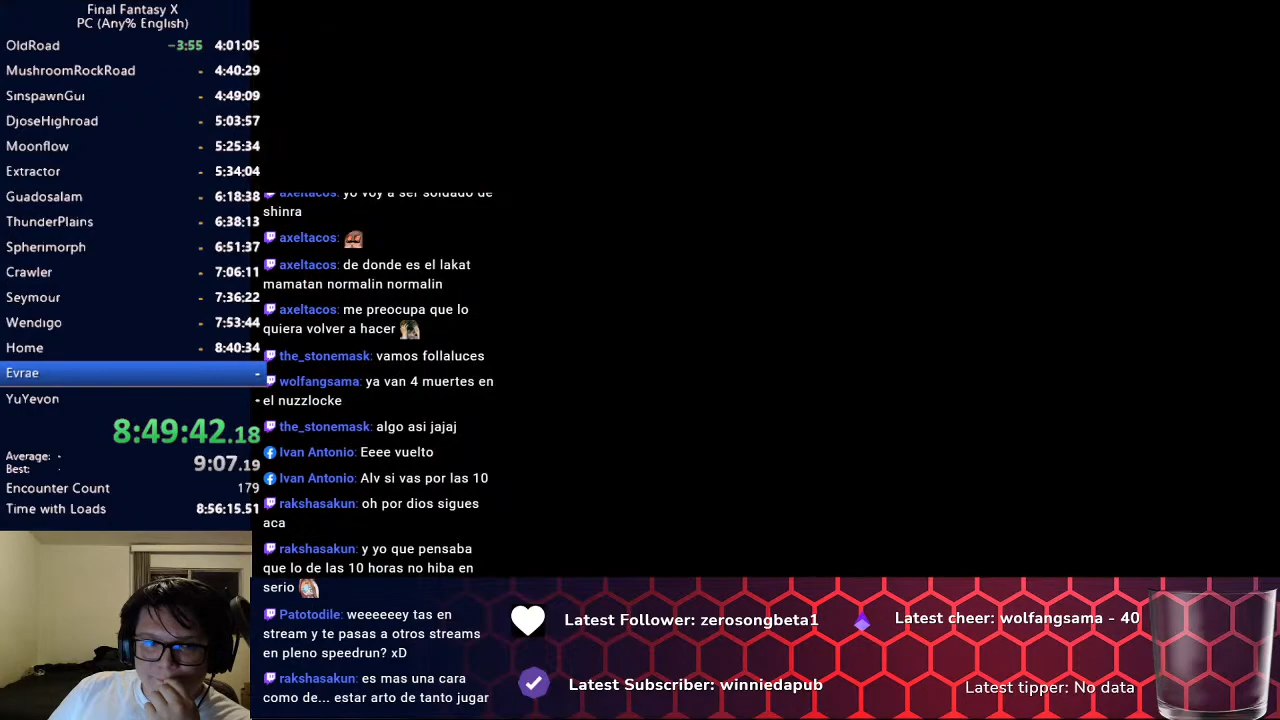 Final Fantasy X
PC (Any% English)
OldRoad −3:55 4:01:05
MushroomRockRoad - 4:40:29
SinspawnGui - 4:49:09
DjoseHighroad - 5:03:57
Moonflow - 5:25:34
Extractor - 5:34:04
Guadosalam - 6:18:38
ThunderPlains - 6:38:13
Spherimorph - 6:51:37
Crawler - 7:06:11
Seymour - 7:36:22
Wendigo - 7:53:44
Home - 8:40:34
Evrae -
YuYevon -
8:49:42.18
Average: -
Best: -
9:07.19
Encounter Count 179
Time with Loads 8:56:15.51
axeltacos: yo voy a ser soldado de
shinra
axeltacos:
axeltacos: de donde es el lakat
mamatan normalin normalin
axeltacos: me preocupa que lo
quiera volver a hacer
the_stonemask: vamos follaluces
wolfangsama: ya van 4 muertes en
el nuzzlocke
the_stonemask: algo asi jajaj
Ivan Antonio: Eeee vuelto
Ivan Antonio: Alv si vas por las 10
rakshasakun: oh por dios sigues
aca
rakshasakun: y yo que pensaba
que lo de las 10 horas no hiba en
serio
Patotodile: weeeeeey tas en
stream y te pasas a otros streams
en pleno speedrun? xD
rakshasakun: es mas una cara
como de... estar arto de tanto jugar
Latest Follower: zerosongbeta1
Latest cheer: wolfangsama - 40
Latest Subscriber: winniedapub
Latest tipper: No data